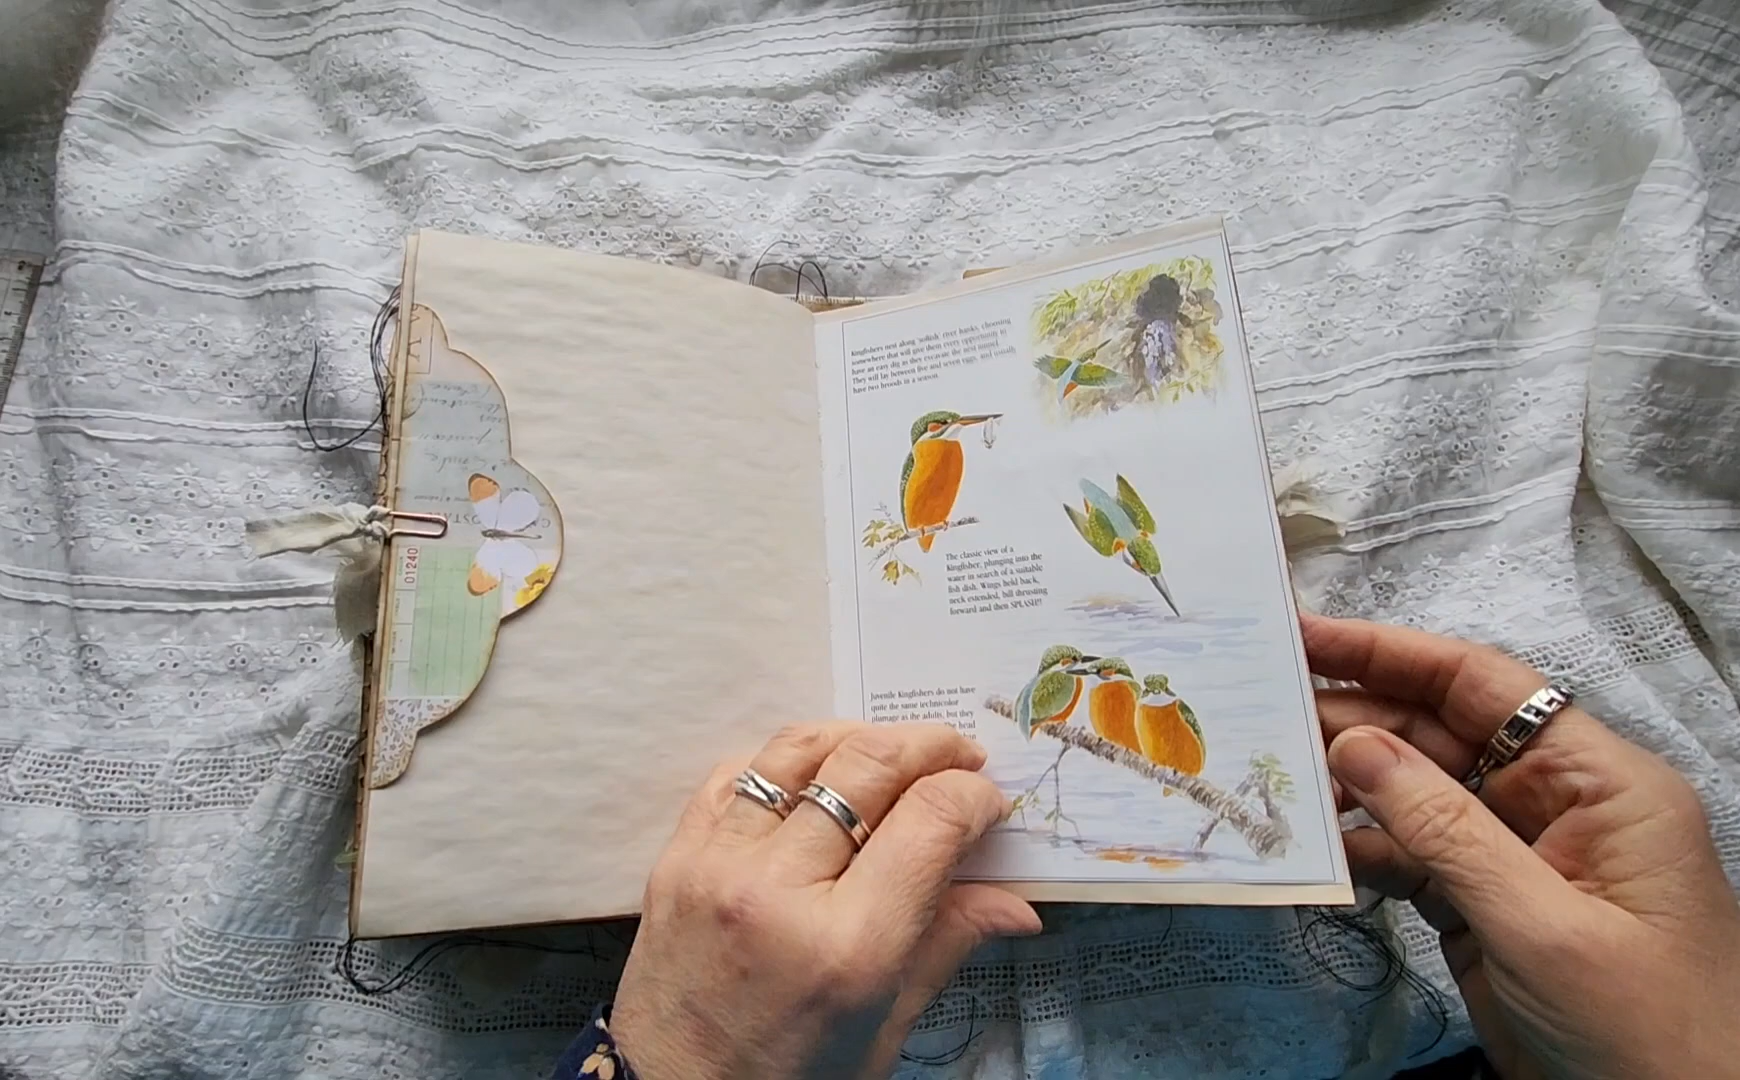 01240
Kingfishers nest along 'softish' river banks, choosing
somewhere that will give them every opportunity to
have an easy dig as they excavate the nest tunnel.
They will lay between five and seven eggs, and usually
have two broods in a season.
The classic view of a
Kingfisher, plunging into the
water in search of a suitable
fish dish. Wings held back,
neck extended, bill thrusting
forward and then SPLASH!!
Juvenile Kingfishers do not have
quite the same technicolor
plumage as the adults, but they
head